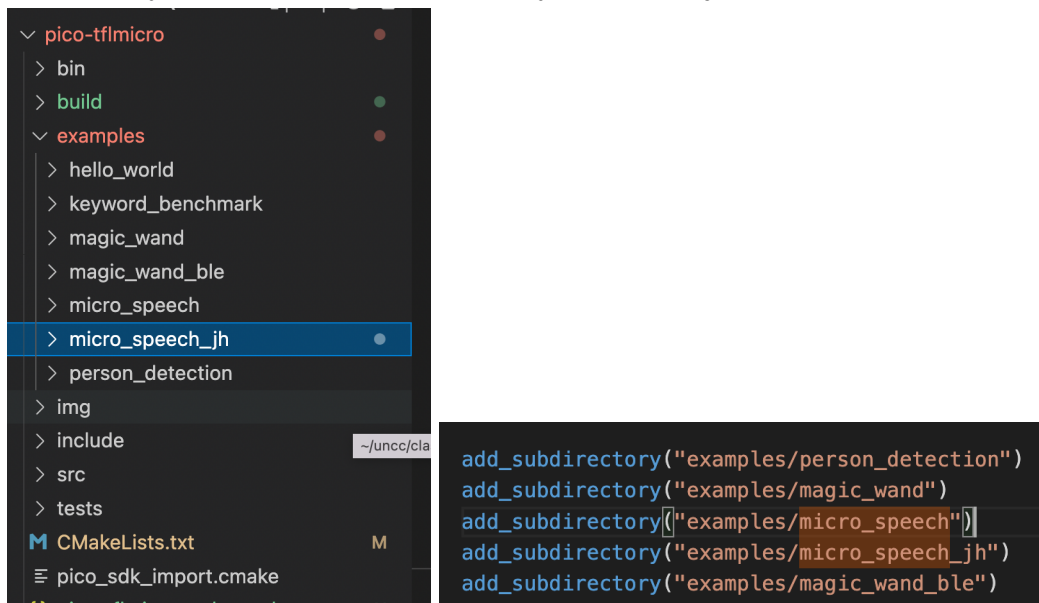 pico-tflmicro
bin
build
examples
hello_world
keyword_benchmark
magic_wand
magic_wand_ble
micro_speech
micro_speech_jh
person_detection
img
include
~/uncc/cla
src
tests
CMakeLists.txt M
pico_sdk_import.cmake
add_subdirectory("examples/person_detection")
add_subdirectory("examples/magic_wand")
add_subdirectory("examples/micro_speech")
add_subdirectory("examples/micro_speech_jh")
add_subdirectory("examples/magic_wand_ble")